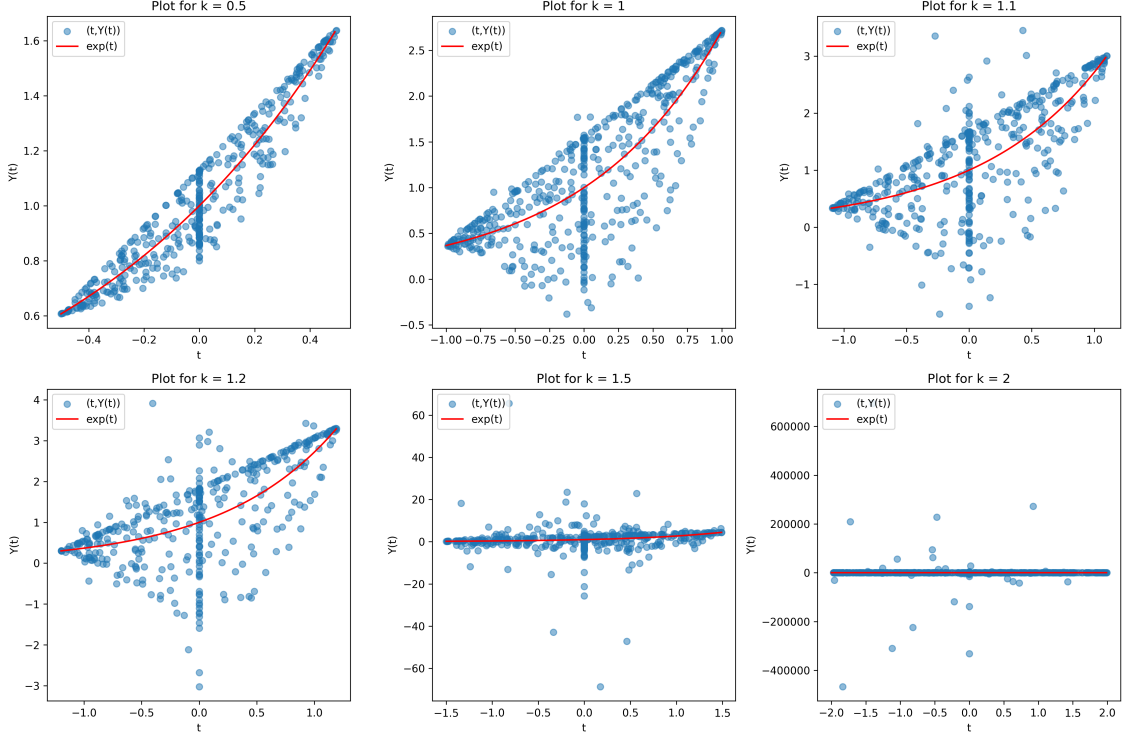 Plot for k = 0.5
(t,Y(t))
exp(t)
Y(t)
1.6
1.4
1.2
1.0
0.8
0.6
−0.4 −0.2 0.0 0.2 0.4
t
Plot for k = 1
(t,Y(t))
exp(t)
Y(t)
2.5
2.0
1.5
1.0
0.5
0.0
−0.5
−1.00 −0.75 −0.50 −0.25 0.00 0.25 0.50 0.75 1.00
t
Plot for k = 1.1
(t,Y(t))
exp(t)
Y(t)
3
2
1
0
−1
−1.0 −0.5 0.0 0.5 1.0
t
Plot for k = 1.2
(t,Y(t))
exp(t)
Y(t)
4
3
2
1
0
−1
−2
−3
−1.0 −0.5 0.0 0.5 1.0
t
Plot for k = 1.5
(t,Y(t))
exp(t)
Y(t)
60
40
20
0
−20
−40
−60
−1.5 −1.0 −0.5 0.0 0.5 1.0 1.5
t
Plot for k = 2
(t,Y(t))
exp(t)
Y(t)
600000
400000
200000
0
−200000
−400000
−2.0 −1.5 −1.0 −0.5 0.0 0.5 1.0 1.5 2.0
t